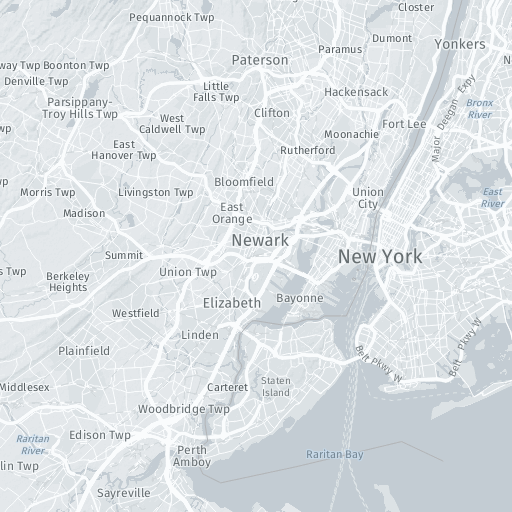 Closter
Pequannock Twp
Dumont
Yonkers
Paramus
Paterson
way Twp Boonton Twp
Denville Twp
Little
Falls Twp
Hackensack
Parsippany-
Troy Hills Twp
Bronx
River
Major Deegan Expy
Clifton
West
Caldwell Twp
Fort Lee
Moonachie
East
Hanover Twp
Rutherford
Bloomfield
Morris Twp
Livingston Twp
Union
City
East
River
Madison
East
Orange
Newark
New York
Summit
s Twp
Union Twp
Berkeley
Heights
Elizabeth
Bayonne
Westfield
Linden
Belt Pkwy W
Belt Pkwy W
Plainfield
Staten
Island
Middlesex
Carteret
Woodbridge Twp
Edison Twp
Raritan
River
Perth
Amboy
Raritan Bay
lin Twp
Sayreville